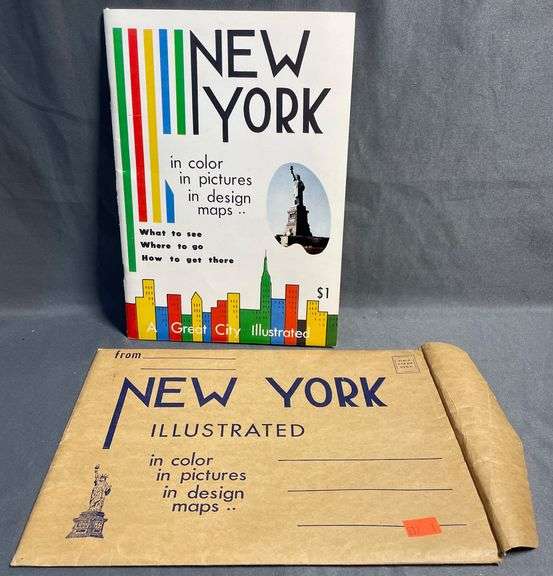 NEW
YORK
in color
in pictures
in design
maps ..
What to see
Where to go
How to get there
$1
A Great City Illustrated
from
NEW YORK
ILLUSTRATED
in color
in pictures
in design
maps ..